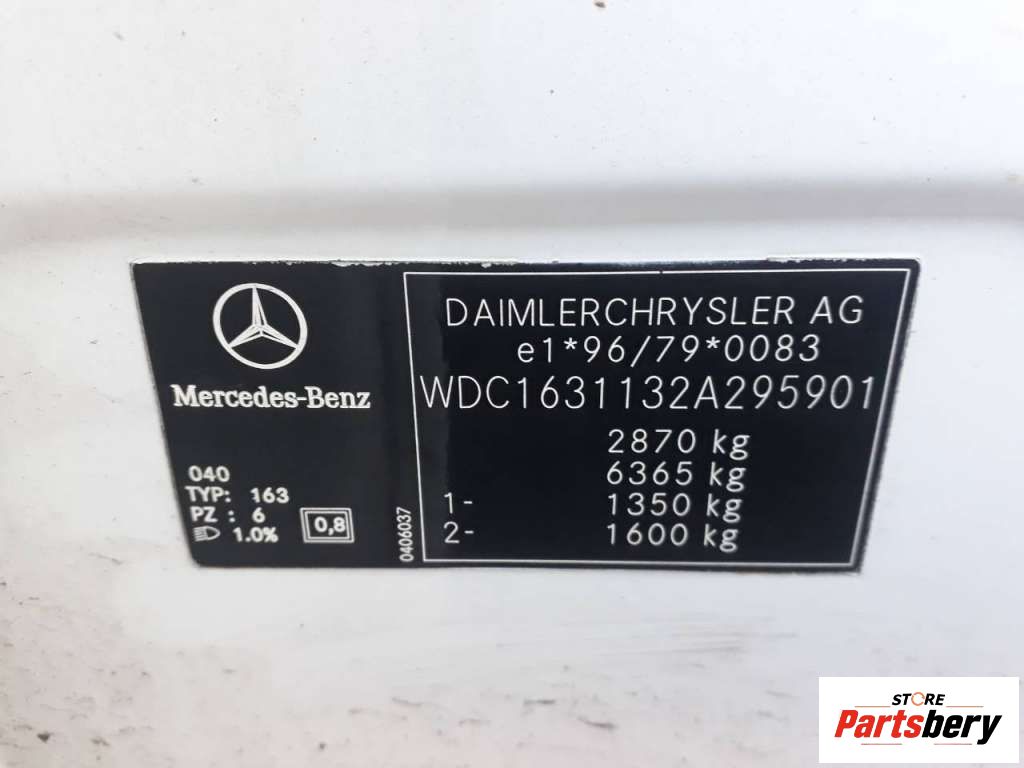 Mercedes-Benz
040
TYP: 163
PZ : 6
1.0%
0,8
0406037
DAIMLERCHRYSLER AG
e1*96/79*0083
WDC1631132A295901
2870 kg
6365 kg
1- 1350 kg
2- 1600 kg
STORE
Partsbery